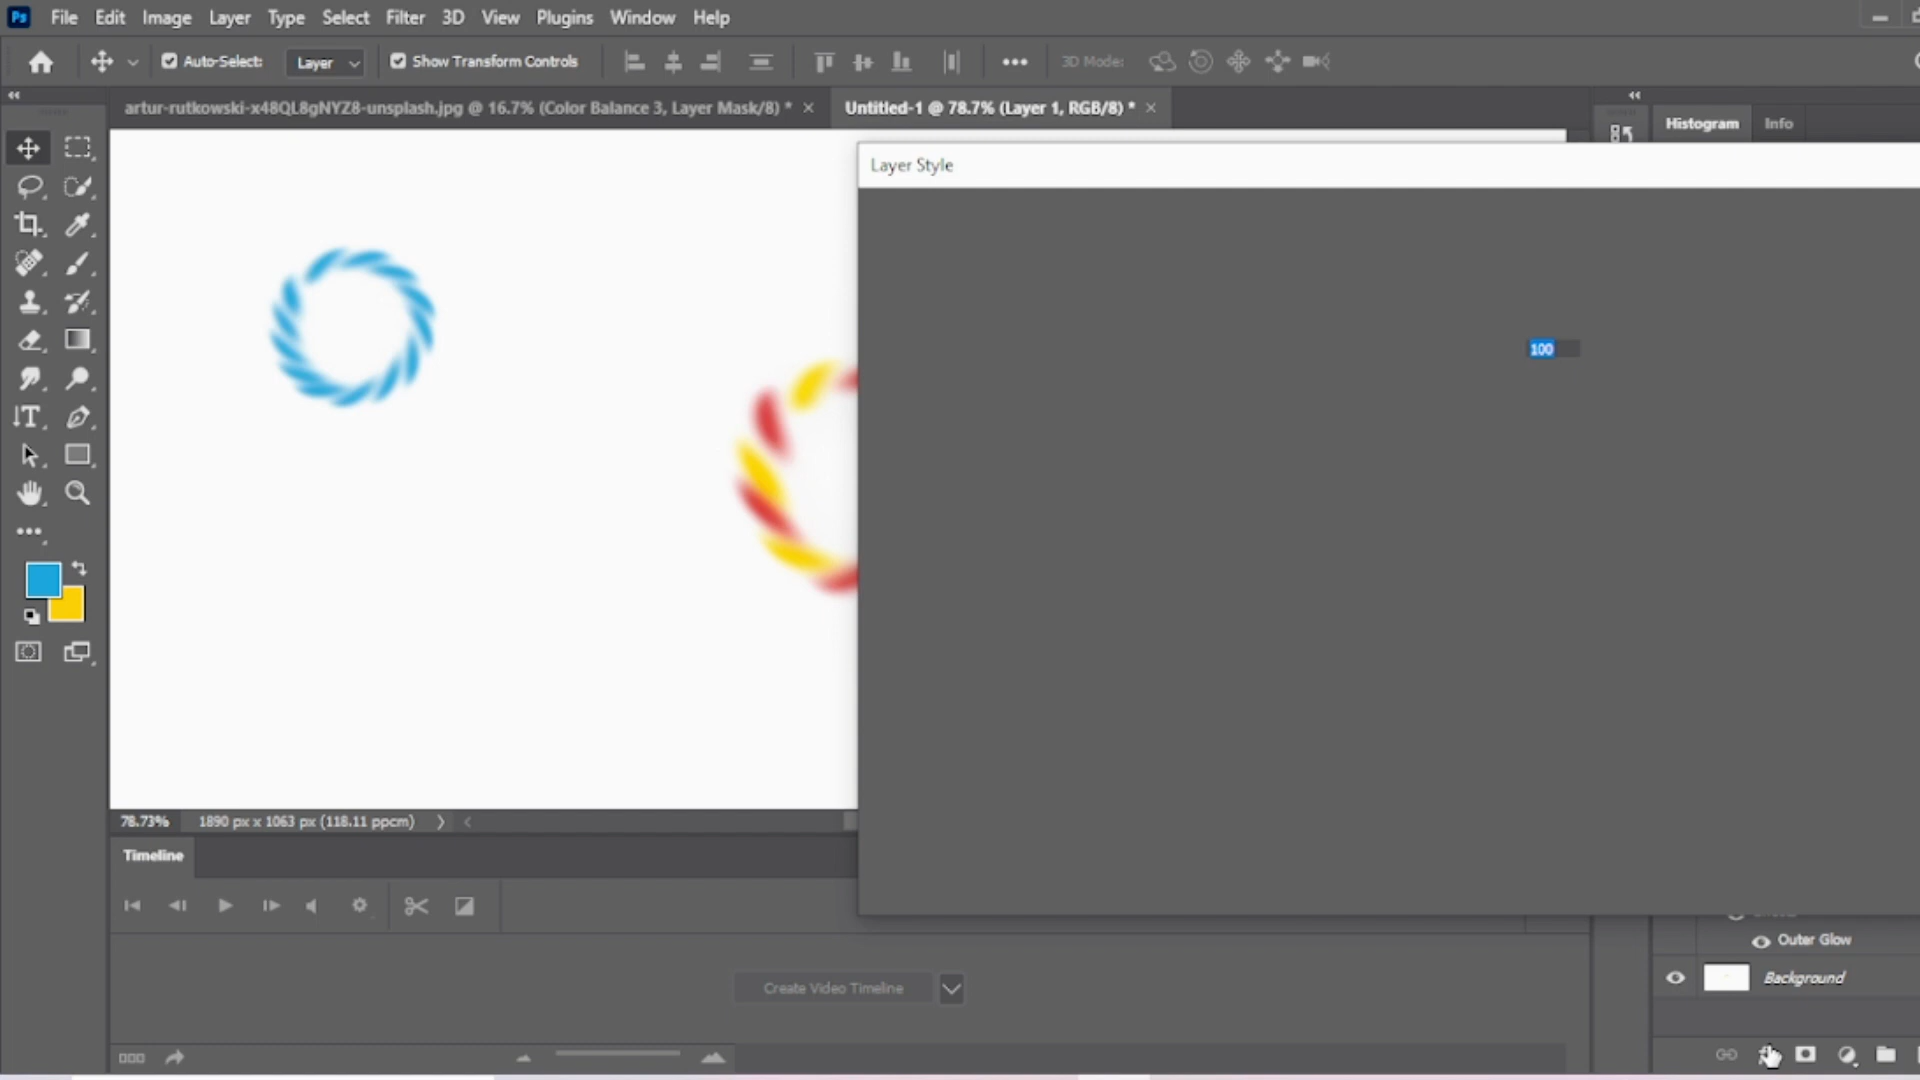 Ps File Edit Image Layer Type Select Filter 3D View Plugins Window Help
Auto-Select: Layer Show Transform Controls 3D Mode:
artur-rutkowski-x48QL8gNYZ8-unsplash.jpg @ 16.7% (Color Balance 3, Layer Mask/8) * Untitled-1 @ 78.7% (Layer 1, RGB/8) *
Histogram Info
Layer Style
100
78.73% 1890 px x 1063 px (118.11 ppcm)
Timeline
Outer Glow
Create Video Timeline
Background